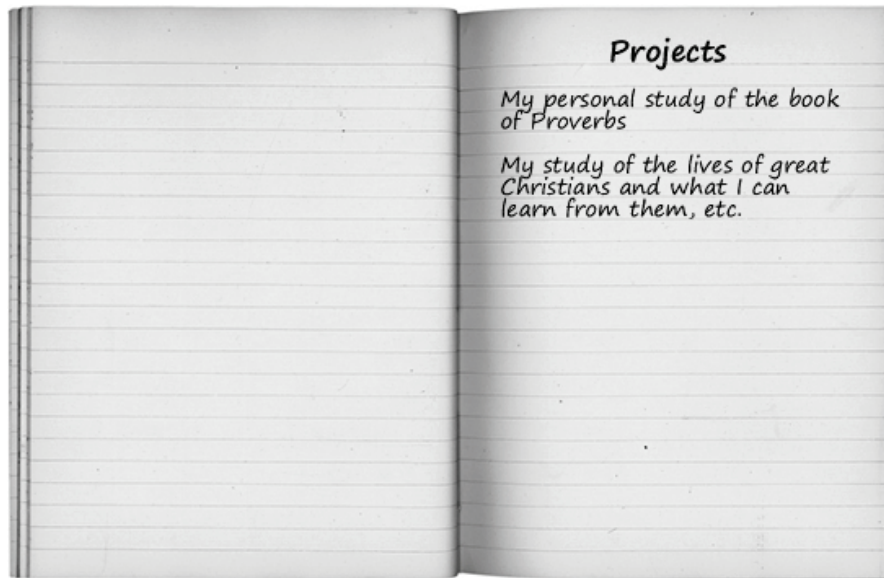 Projects
My personal study of the book
of Proverbs
My study of the lives of great
Christians and what I can
learn from them, etc.